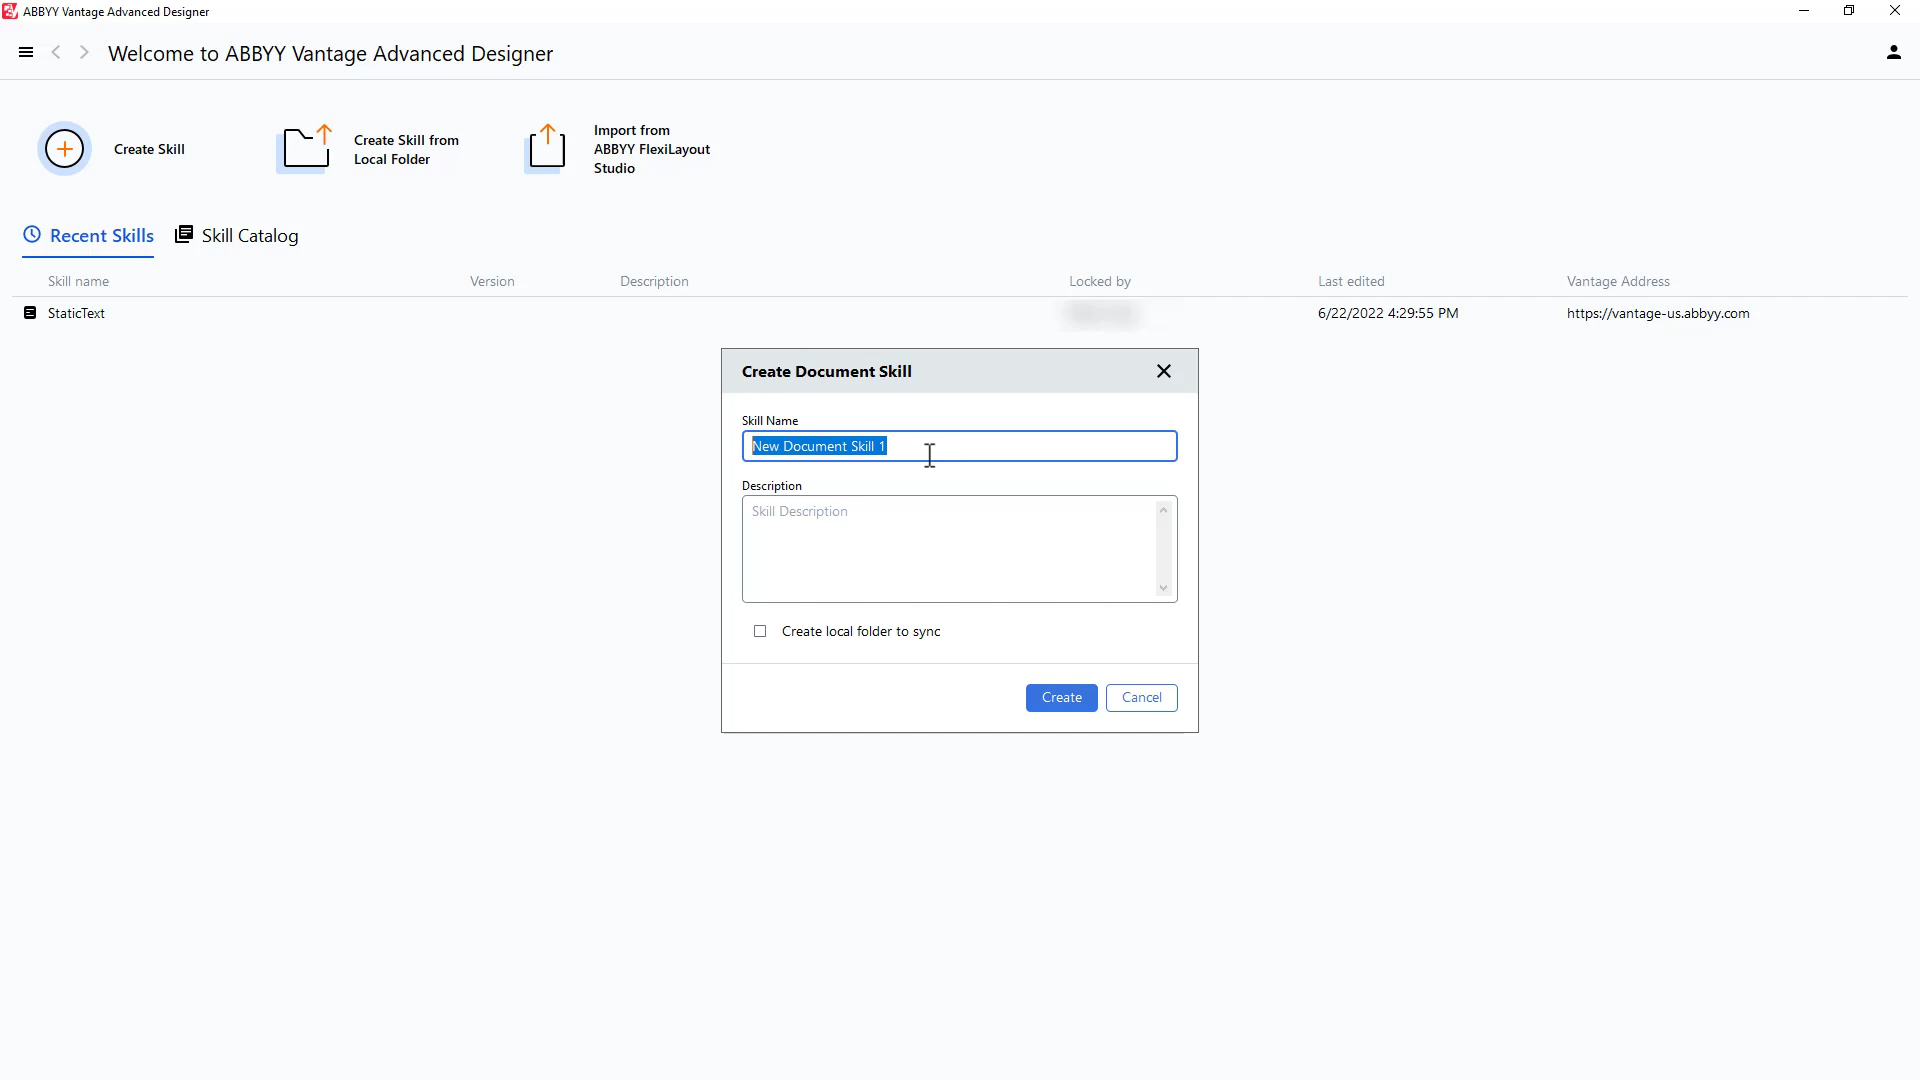 ABBYY Vantage Advanced Designer
Welcome to ABBYY Vantage Advanced Designer
Create Skill
Create Skill from
Local Folder
Import from
ABBYY FlexiLayout
Studio
Recent Skills
Skill Catalog
Skill name Version Description Locked by Last edited Vantage Address
StaticText 6/22/2022 4:29:55 PM https://vantage-us.abbyy.com
Create Document Skill
Skill Name
New Document Skill 1
Description
Skill Description
Create local folder to sync
Create Cancel